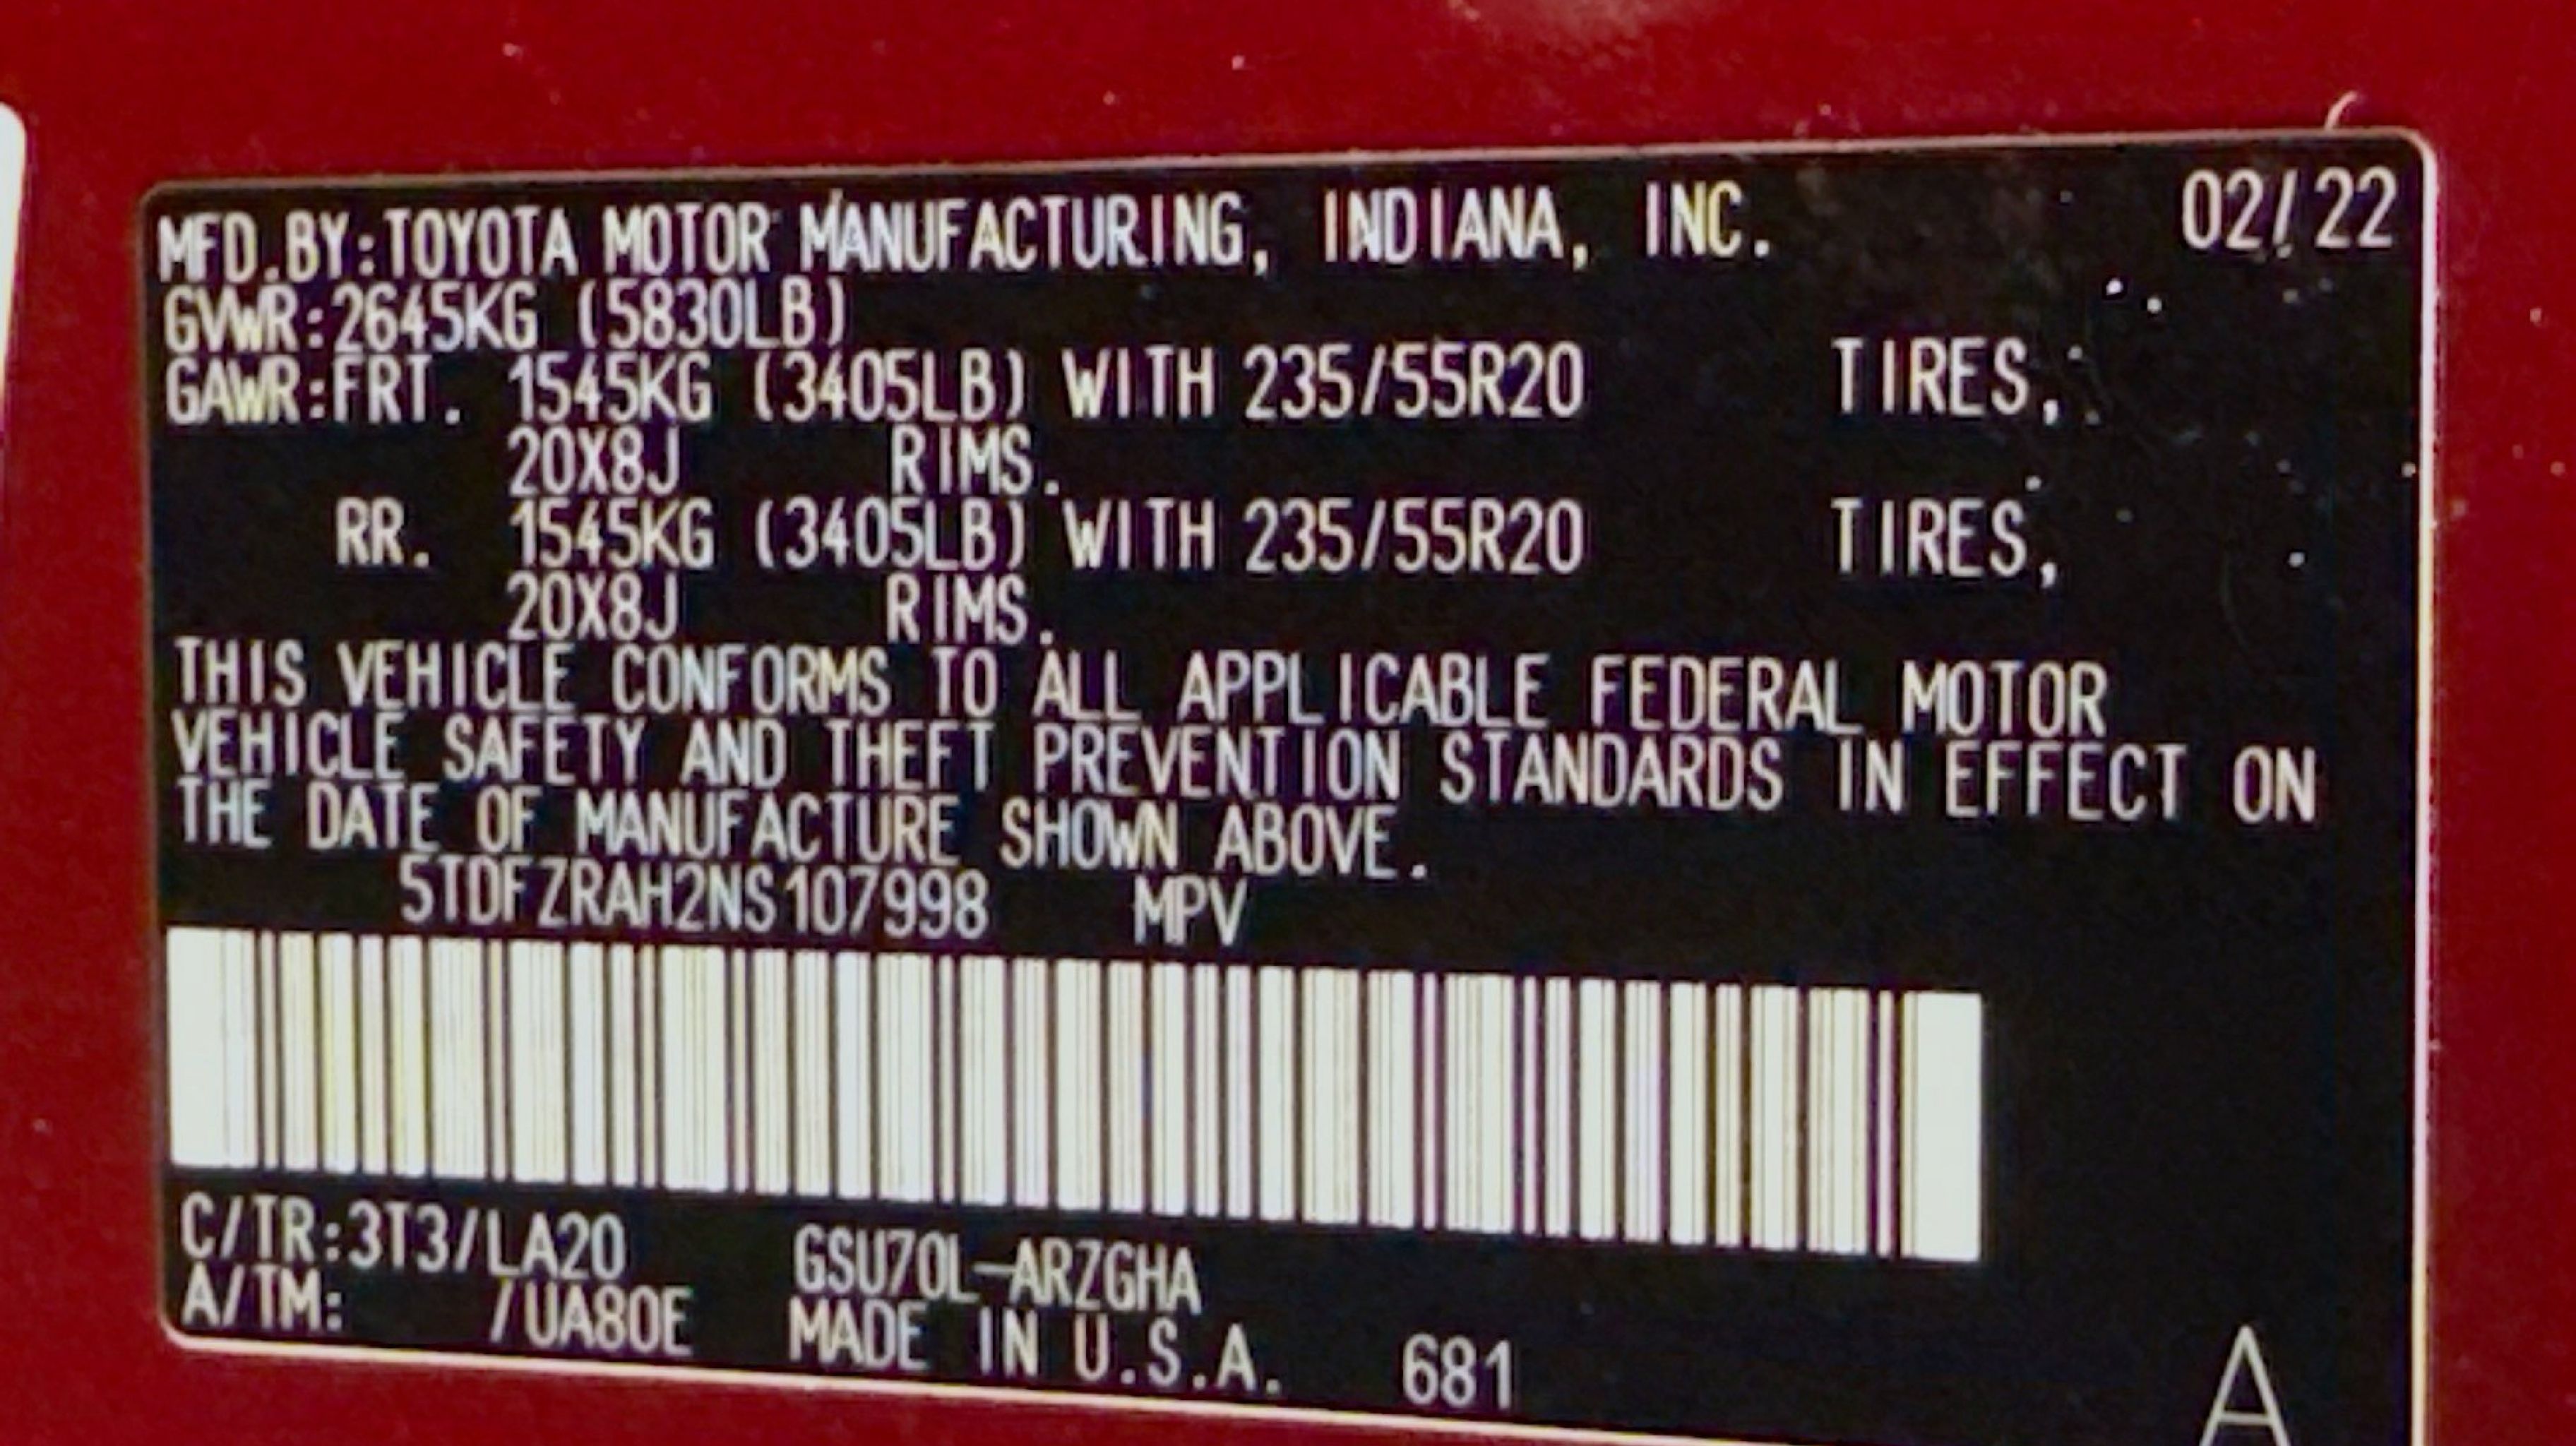 MFD.BY:TOYOTA MOTOR MANUFACTURING, INDIANA, INC. 02/22
GVWR:2645KG (5830LB)
GAWR:FRT. 1545KG (3405LB) WITH 235/55R20 TIRES,
20X8J RIMS.
RR. 1545KG (3405LB) WITH 235/55R20 TIRES,
20X8J RIMS.
THIS VEHICLE CONFORMS TO ALL APPLICABLE FEDERAL MOTOR
VEHICLE SAFETY AND THEFT PREVENTION STANDARDS IN EFFECT ON
THE DATE OF MANUFACTURE SHOWN ABOVE.
5TDFZRAH2NS107998 MPV
C/TR:3T3/LA20 GSU70L-ARZGHA
A/TM: /UA80E MADE IN U.S.A. 681 A